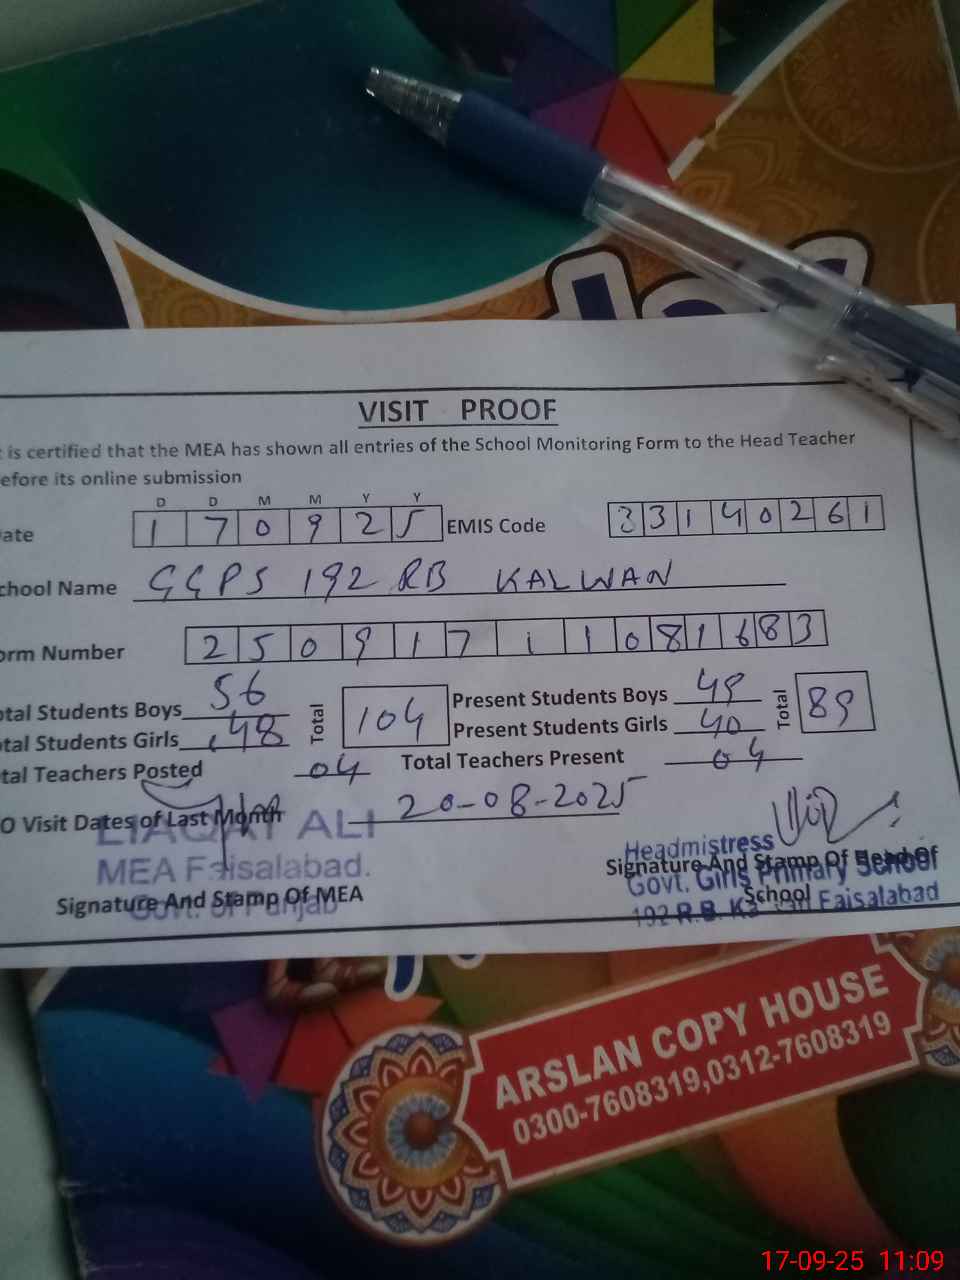 VISIT PROOF
is certified that the MEA has shown all entries of the School Monitoring Form to the Head Teacher
efore its online submission
D D M M Y Y
ate 1 7 0 9 2 5 EMIS Code 3 3 1 4 0 2 6 1
chool Name GGPS 192 RB KALWAN
orm Number 2 5 0 9 1 7 1 1 0 8 1 6 8 3
otal Students Boys 56 Total 104 Present Students Boys 49 Total 89
otal Students Girls 48 Present Students Girls 40
tal Teachers Posted 04 Total Teachers Present 04
O Visit Dates of Last Month 20-08-2025
LIAQAT ALI
MEA Faisalabad.
Govt. of Punjab
Signature And Stamp Of MEA
Headmistress
Signature And Stamp Of Head Of
School
Govt. Girls Primary School
192 R.B. Faisalabad
ARSLAN COPY HOUSE
0300-7608319,0312-7608319
17-09-25 11:09